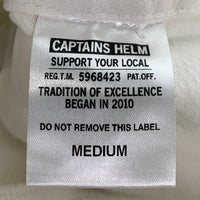 CAPTAINS HELM
SUPPORT YOUR LOCAL
REG.T.M. 5968423 PAT.OFF.
TRADITION OF EXCELLENCE
BEGAN IN 2010
DO NOT REMOVE THIS LABEL
MEDIUM